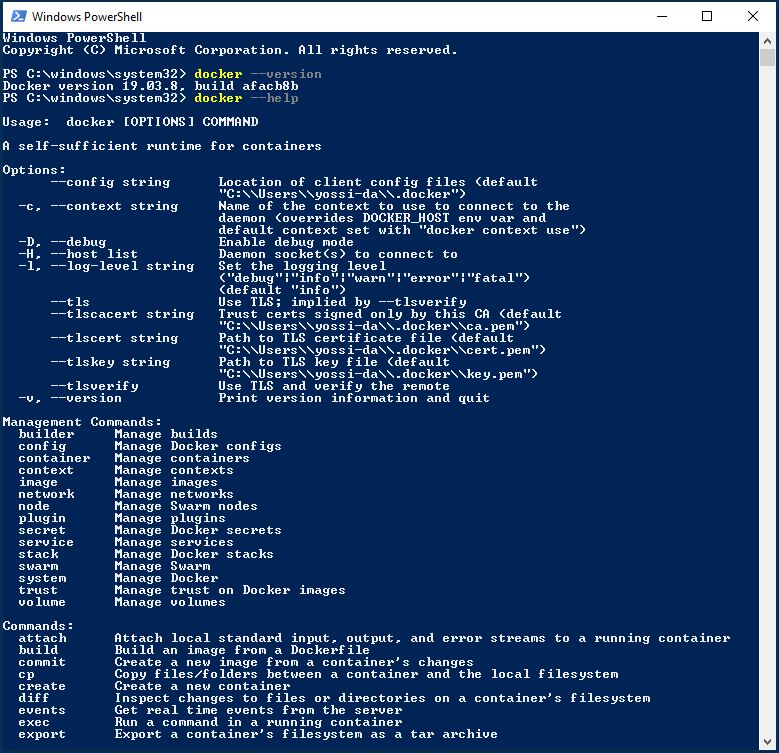 Windows PowerShell
Windows PowerShell
Copyright (C) Microsoft Corporation. All rights reserved.
PS C:\windows\system32> docker --version
Docker version 19.03.8, build afacb8b
PS C:\windows\system32> docker --help
Usage:  docker [OPTIONS] COMMAND
A self-sufficient runtime for containers
Options:
      --config string      Location of client config files (default
                           "C:\\Users\\yossi-da\\.docker")
  -c, --context string     Name of the context to use to connect to the
                           daemon (overrides DOCKER_HOST env var and
                           default context set with "docker context use")
  -D, --debug              Enable debug mode
  -H, --host list          Daemon socket(s) to connect to
  -l, --log-level string   Set the logging level
                           ("debug"|"info"|"warn"|"error"|"fatal")
                           (default "info")
      --tls                Use TLS; implied by --tlsverify
      --tlscacert string   Trust certs signed only by this CA (default
                           "C:\\Users\\yossi-da\\.docker\\ca.pem")
      --tlscert string     Path to TLS certificate file (default
                           "C:\\Users\\yossi-da\\.docker\\cert.pem")
      --tlskey string      Path to TLS key file (default
                           "C:\\Users\\yossi-da\\.docker\\key.pem")
      --tlsverify          Use TLS and verify the remote
  -v, --version            Print version information and quit
Management Commands:
  builder     Manage builds
  config      Manage Docker configs
  container   Manage containers
  context     Manage contexts
  image       Manage images
  network     Manage networks
  node        Manage Swarm nodes
  plugin      Manage plugins
  secret      Manage Docker secrets
  service     Manage services
  stack       Manage Docker stacks
  swarm       Manage Swarm
  system      Manage Docker
  trust       Manage trust on Docker images
  volume      Manage volumes
Commands:
  attach      Attach local standard input, output, and error streams to a running container
  build       Build an image from a Dockerfile
  commit      Create a new image from a container's changes
  cp          Copy files/folders between a container and the local filesystem
  create      Create a new container
  diff        Inspect changes to files or directories on a container's filesystem
  events      Get real time events from the server
  exec        Run a command in a running container
  export      Export a container's filesystem as a tar archive